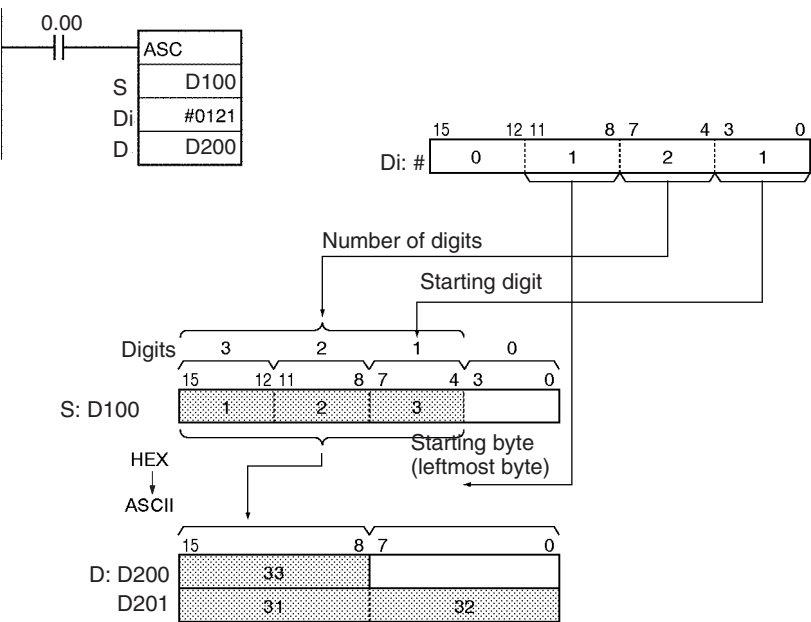 0.00
ASC
S D100
Di #0121
D D200
15 12 11 8 7 4 3 0
Di: # 0 1 2 1
Number of digits
Starting digit
Digits 3 2 1 0
15 12 11 8 7 4 3 0
S: D100 1 2 3
Starting byte
(leftmost byte)
HEX
ASCII
15 8 7 0
D: D200 33
D201 31 32